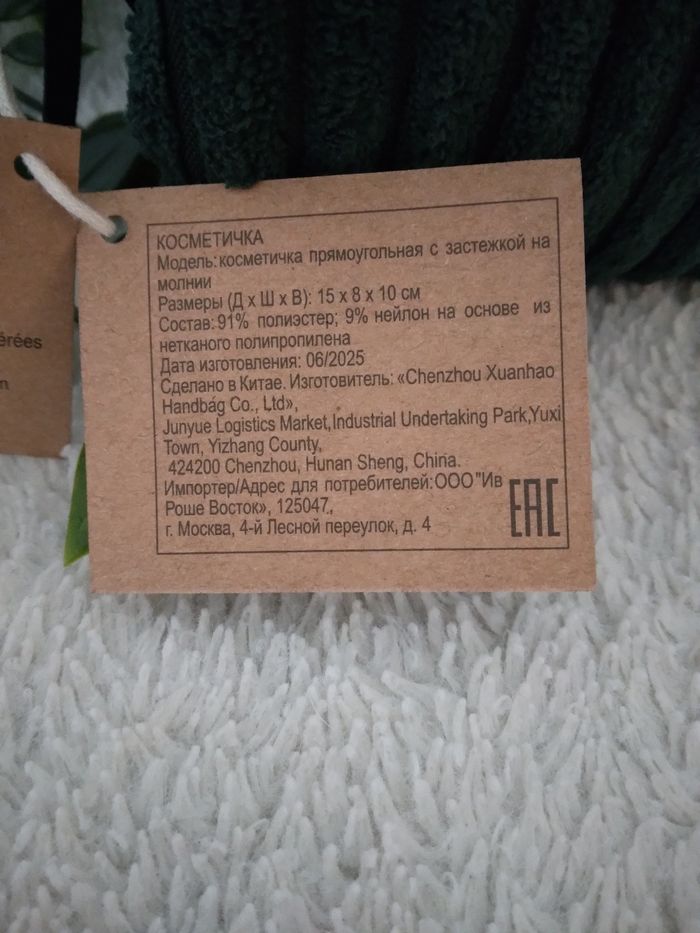 КОСМЕТИЧКА
Модель:косметичка прямоугольная с застежкой на
молнии
Размеры (Д х Ш х В): 15 х 8 х 10 см
Состав:91% полиэстер; 9% нейлон на основе из
нетканого полипропилена
Дата изготовления: 06/2025
Сделано в Китае. Изготовитель: «Chenzhou Xuanhao
Handbag Co., Ltd»,
Junyue Logistics Market,Industrial Undertaking Park,Yuxi
Town, Yizhang County,
424200 Chenzhou, Hunan Sheng, China.
Импортер/Адрес для потребителей:ООО "Ив
Роше Восток», 125047,
г. Москва, 4-й Лесной переулок, д. 4
EAC